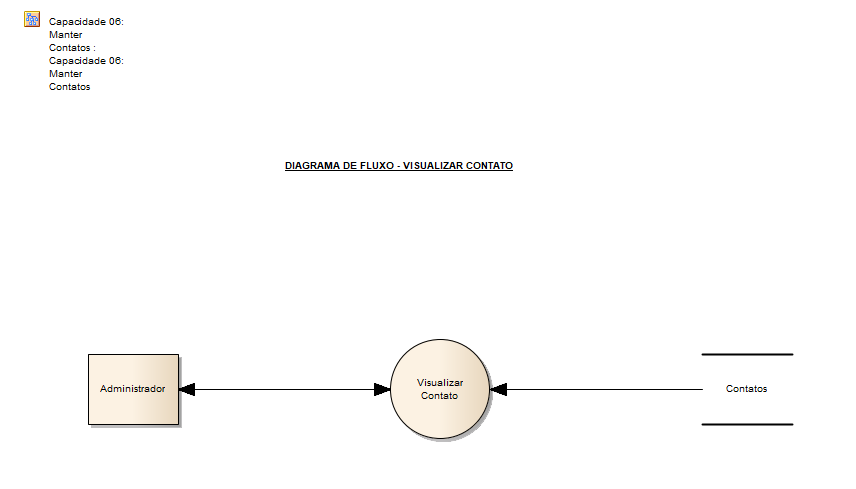 Capacidade 06:
Manter
Contatos :
Capacidade 06:
Manter
Contatos
DIAGRAMA DE FLUXO - VISUALIZAR CONTATO
Administrador
Visualizar
Contato
Contatos